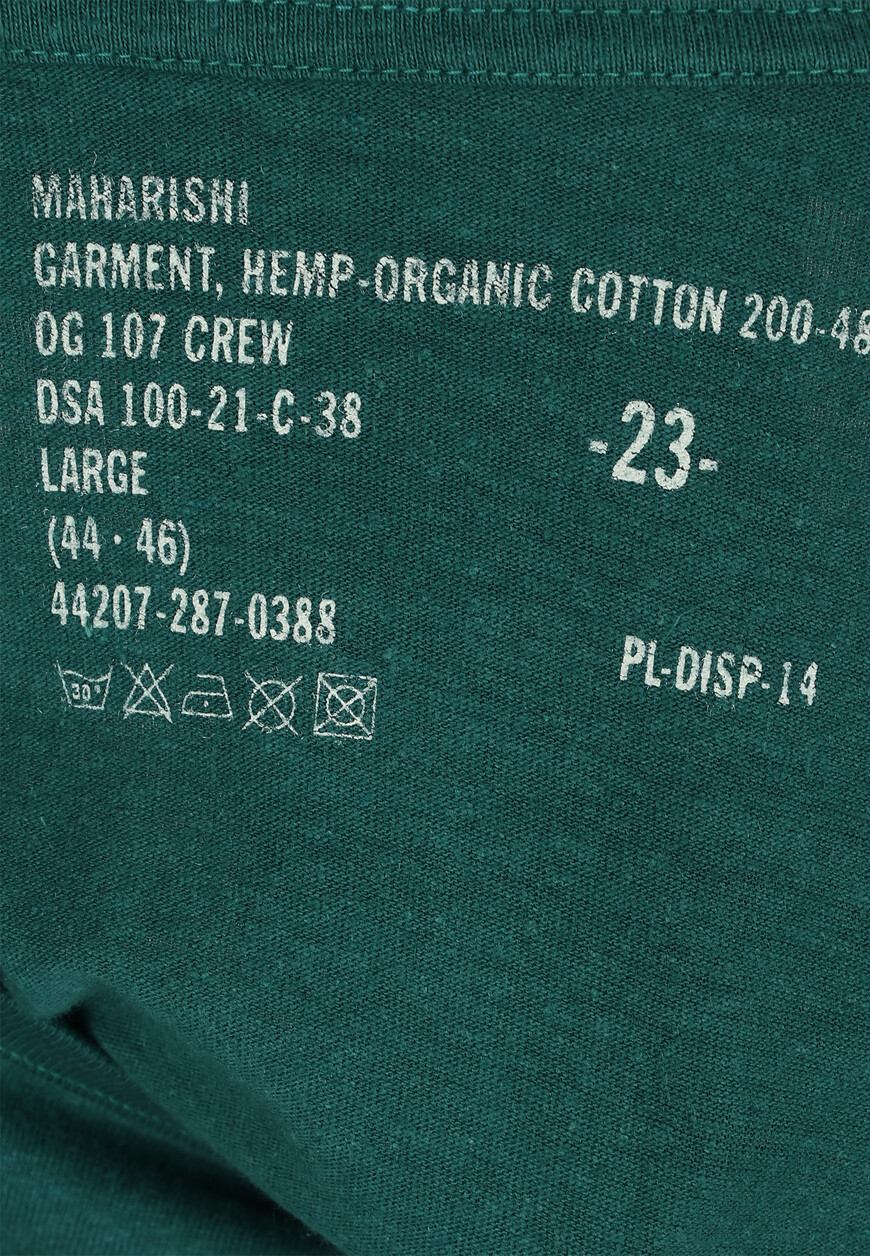 MAHARISHI
GARMENT, HEMP-ORGANIC COTTON 200-48
OG 107 CREW
DSA 100-21-C-38
-23-
LARGE
(44 · 46)
44207-287-0388
PL-DISP-14
30°